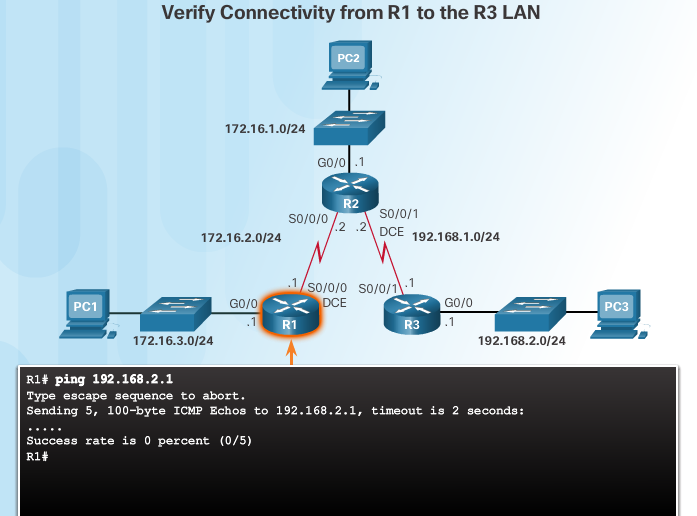 Verify Connectivity from R1 to the R3 LAN
PC2
172.16.1.0/24
G0/0 .1
R2
S0/0/0 .2 .2 S0/0/1
DCE
172.16.2.0/24
192.168.1.0/24
.1 S0/0/0
DCE
S0/0/1 .1
PC1
G0/0
.1
R1
R3
G0/0
.1
PC3
172.16.3.0/24
192.168.2.0/24
R1# ping 192.168.2.1
Type escape sequence to abort.
Sending 5, 100-byte ICMP Echos to 192.168.2.1, timeout is 2 seconds:
.....
Success rate is 0 percent (0/5)
R1#